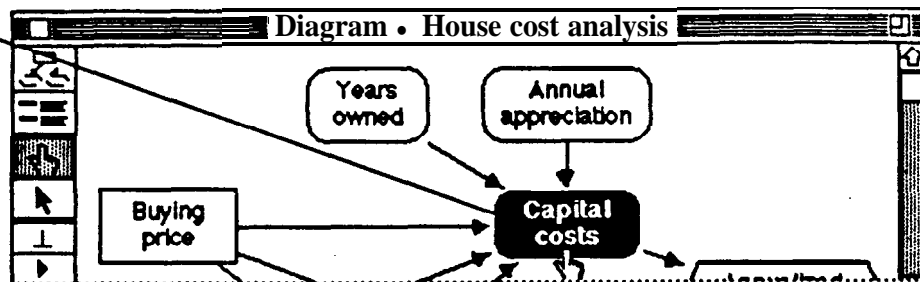 Diagram • House cost analysis
Years
owned
Annual
appreciation
Buying
price
Capital
costs